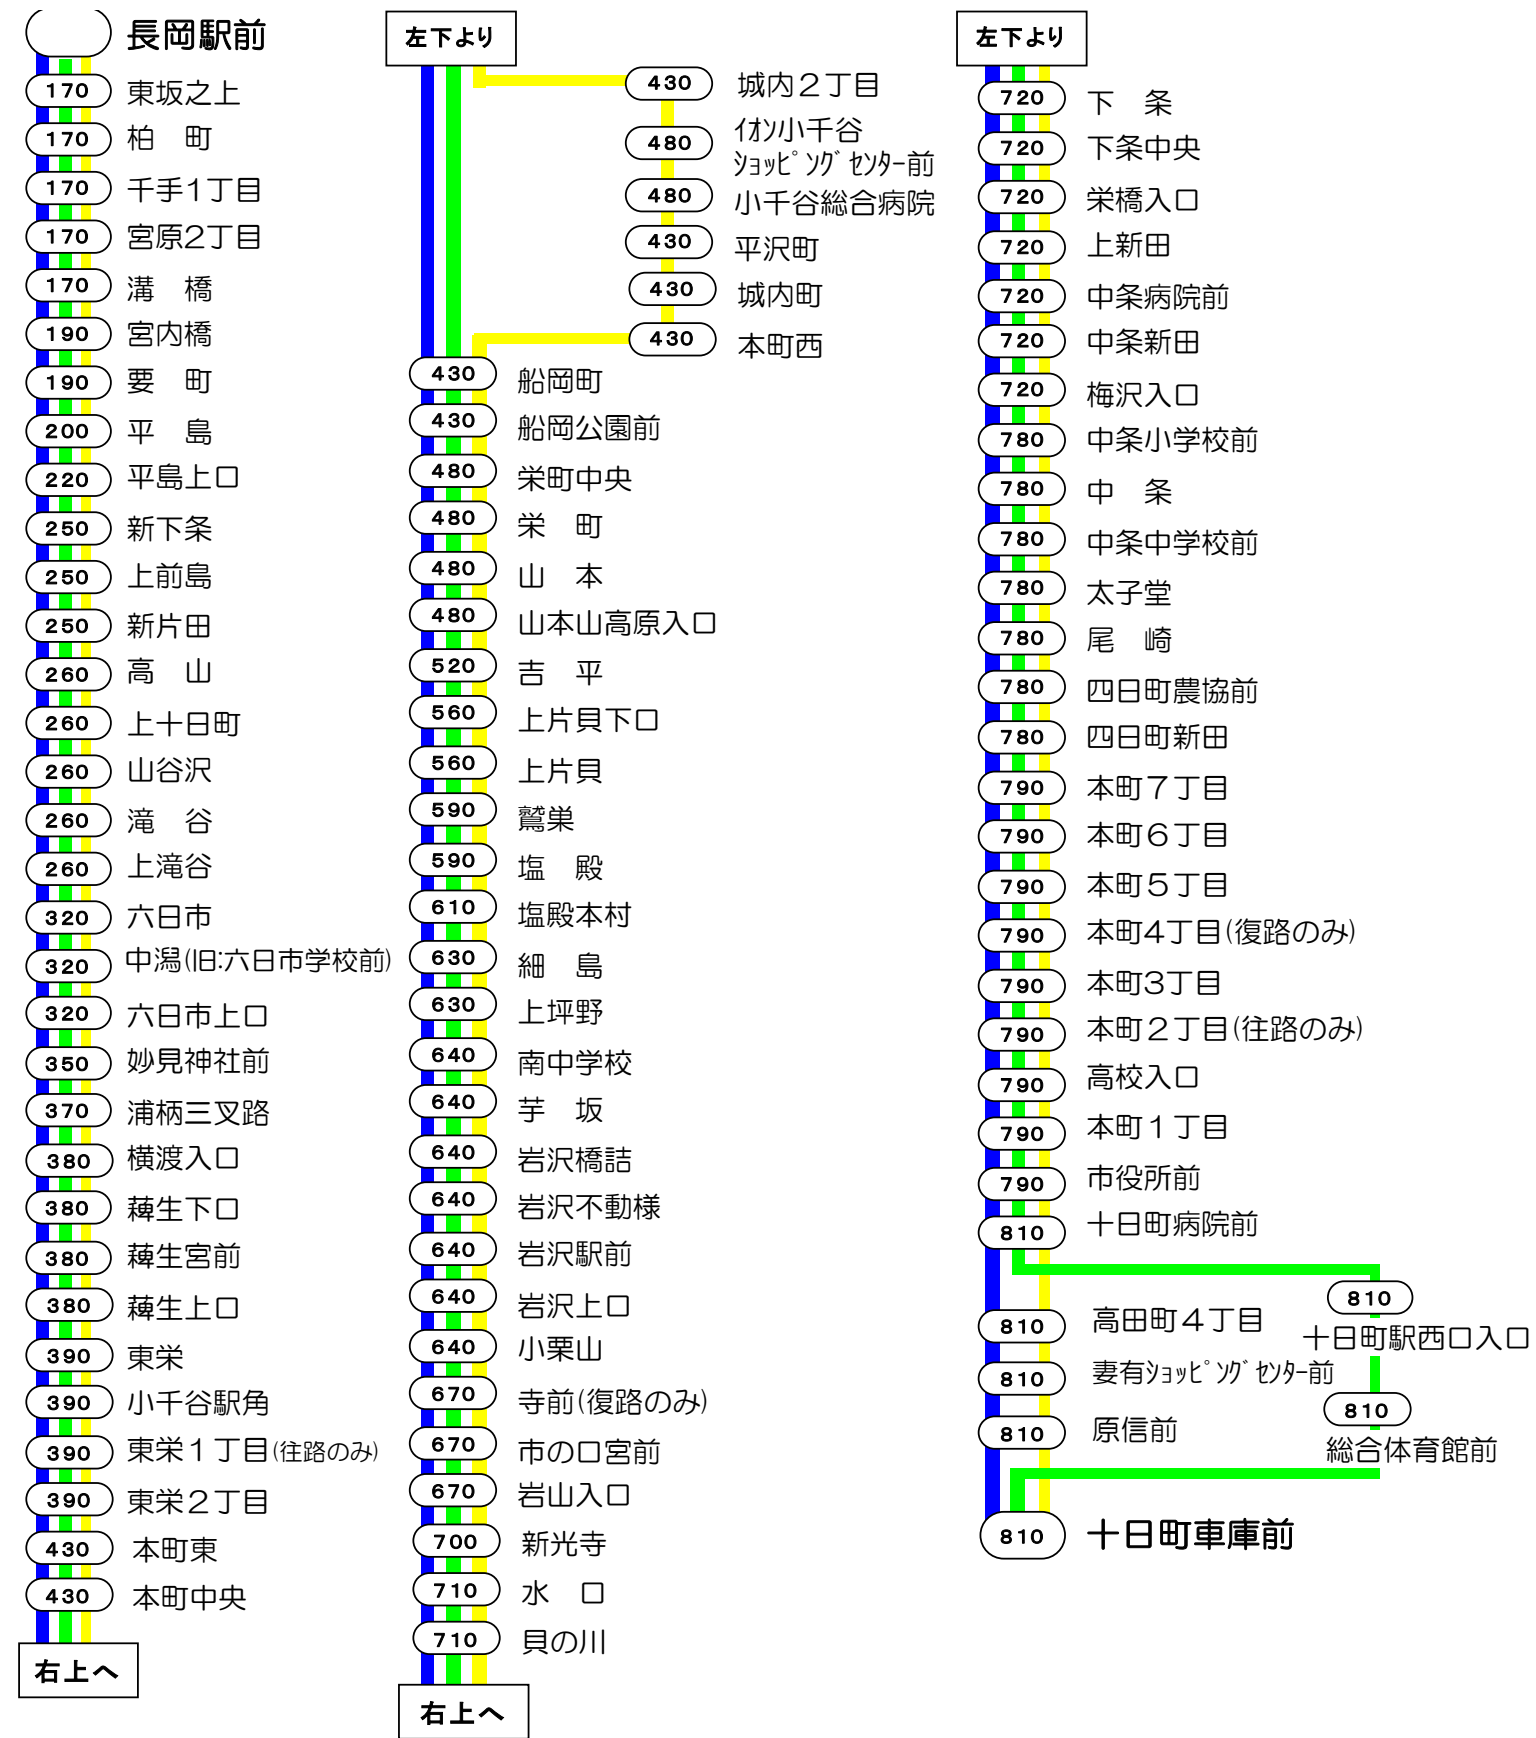 長岡駅前
170 東坂之上
170 柏　町
170 千手1丁目
170 宮原2丁目
170 溝　橋
190 宮内橋
190 要　町
200 平　島
220 平島上口
250 新下条
250 上前島
250 新片田
260 高　山
260 上十日町
260 山谷沢
260 滝　谷
260 上滝谷
320 六日市
320 中潟(旧:六日市学校前)
320 六日市上口
350 妙見神社前
370 浦柄三叉路
380 横渡入口
380 薭生下口
380 薭生宮前
380 薭生上口
390 東栄
390 小千谷駅角
390 東栄１丁目(往路のみ)
390 東栄２丁目
430 本町東
430 本町中央
右上へ
左下より
430 城内２丁目
480 ｲｵﾝ小千谷
ｼｮｯﾋﾟﾝｸﾞｾﾝﾀｰ前
480 小千谷総合病院
430 平沢町
430 城内町
430 本町西
430 船岡町
430 船岡公園前
480 栄町中央
480 栄　町
480 山　本
480 山本山高原入口
520 吉　平
560 上片貝下口
560 上片貝
590 鷲巣
590 塩　殿
610 塩殿本村
630 細　島
630 上坪野
640 南中学校
640 芋　坂
640 岩沢橋詰
640 岩沢不動様
640 岩沢駅前
640 岩沢上口
640 小栗山
670 寺前(復路のみ)
670 市の口宮前
670 岩山入口
700 新光寺
710 水　口
710 貝の川
右上へ
左下より
720 下　条
720 下条中央
720 栄橋入口
720 上新田
720 中条病院前
720 中条新田
720 梅沢入口
780 中条小学校前
780 中　条
780 中条中学校前
780 太子堂
780 尾　崎
780 四日町農協前
780 四日町新田
790 本町７丁目
790 本町６丁目
790 本町５丁目
790 本町4丁目(復路のみ)
790 本町3丁目
790 本町２丁目(往路のみ)
790 高校入口
790 本町１丁目
790 市役所前
810 十日町病院前
810 高田町４丁目
810 妻有ｼｮｯﾋﾟﾝｸﾞｾﾝﾀｰ前
810 原信前
810
十日町駅西口入口
810
総合体育館前
810 十日町車庫前